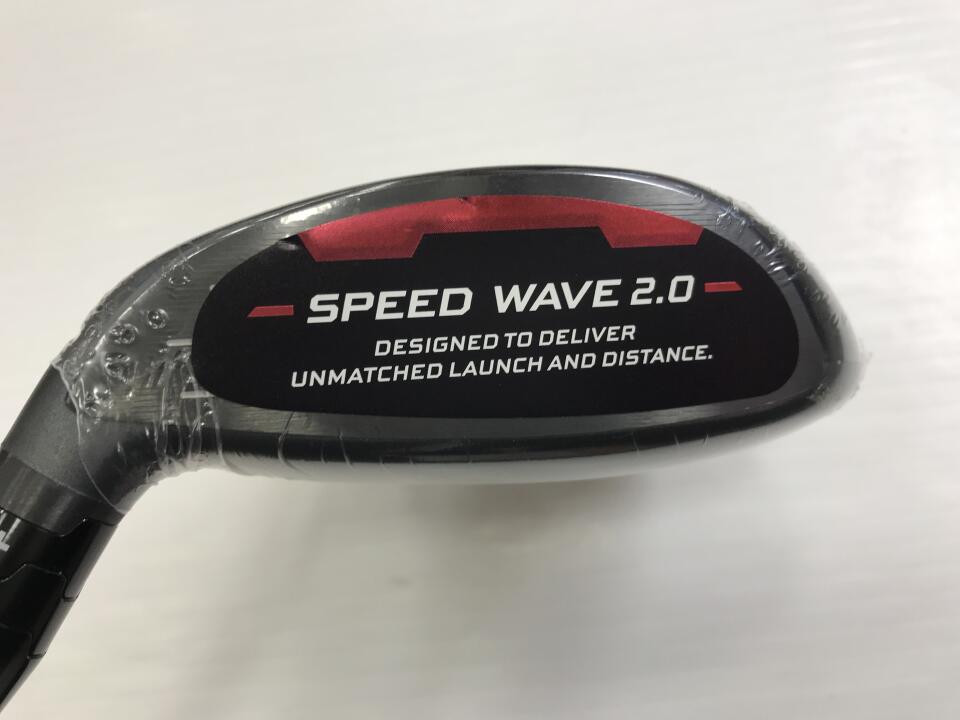 SPEED WAVE 2.0
DESIGNED TO DELIVER
UNMATCHED LAUNCH AND DISTANCE.